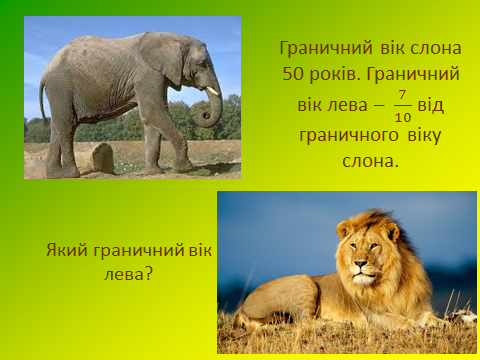 Граничний вік слона
50 років. Граничний
вік лева – 7/10 від
граничного віку
слона.
Який граничний вік
лева?